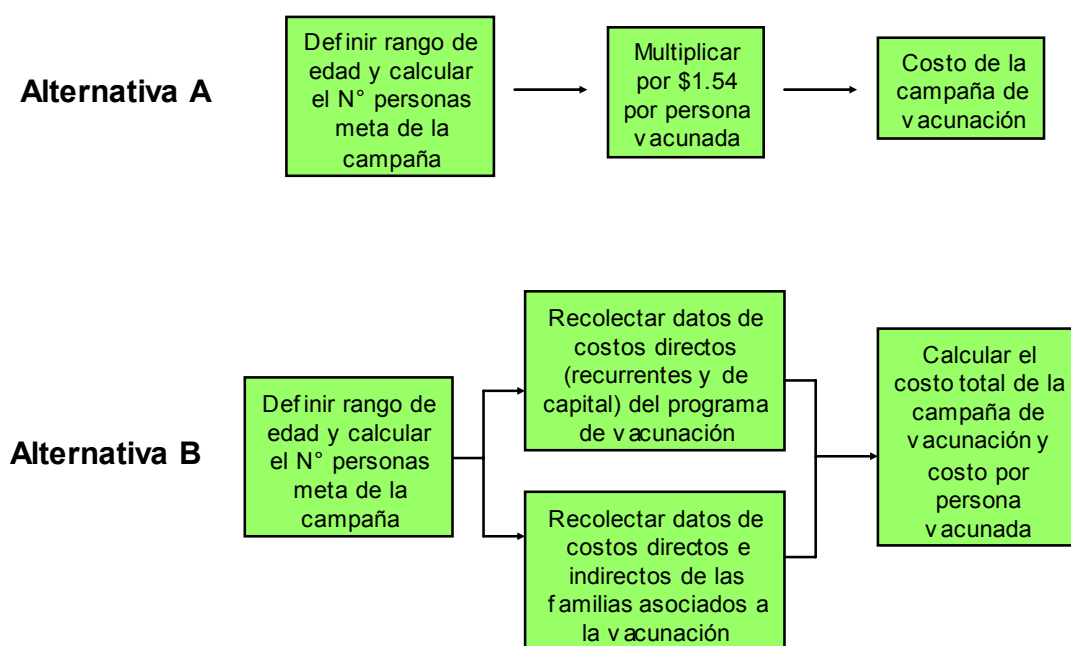 Alternativa A
Definir rango de
edad y calcular
el N° personas
meta de la
campaña
Multiplicar
por $1.54
por persona
vacunada
Costo de la
campaña de
vacunación
Alternativa B
Definir rango de
edad y calcular
el N° personas
meta de la
campaña
Recolectar datos de
costos directos
(recurrentes y de
capital) del programa
de vacunación
Recolectar datos de
costos directos e
indirectos de las
familias asociados a
la vacunación
Calcular el
costo total de la
campaña de
vacunación y
costo por
persona
vacunada